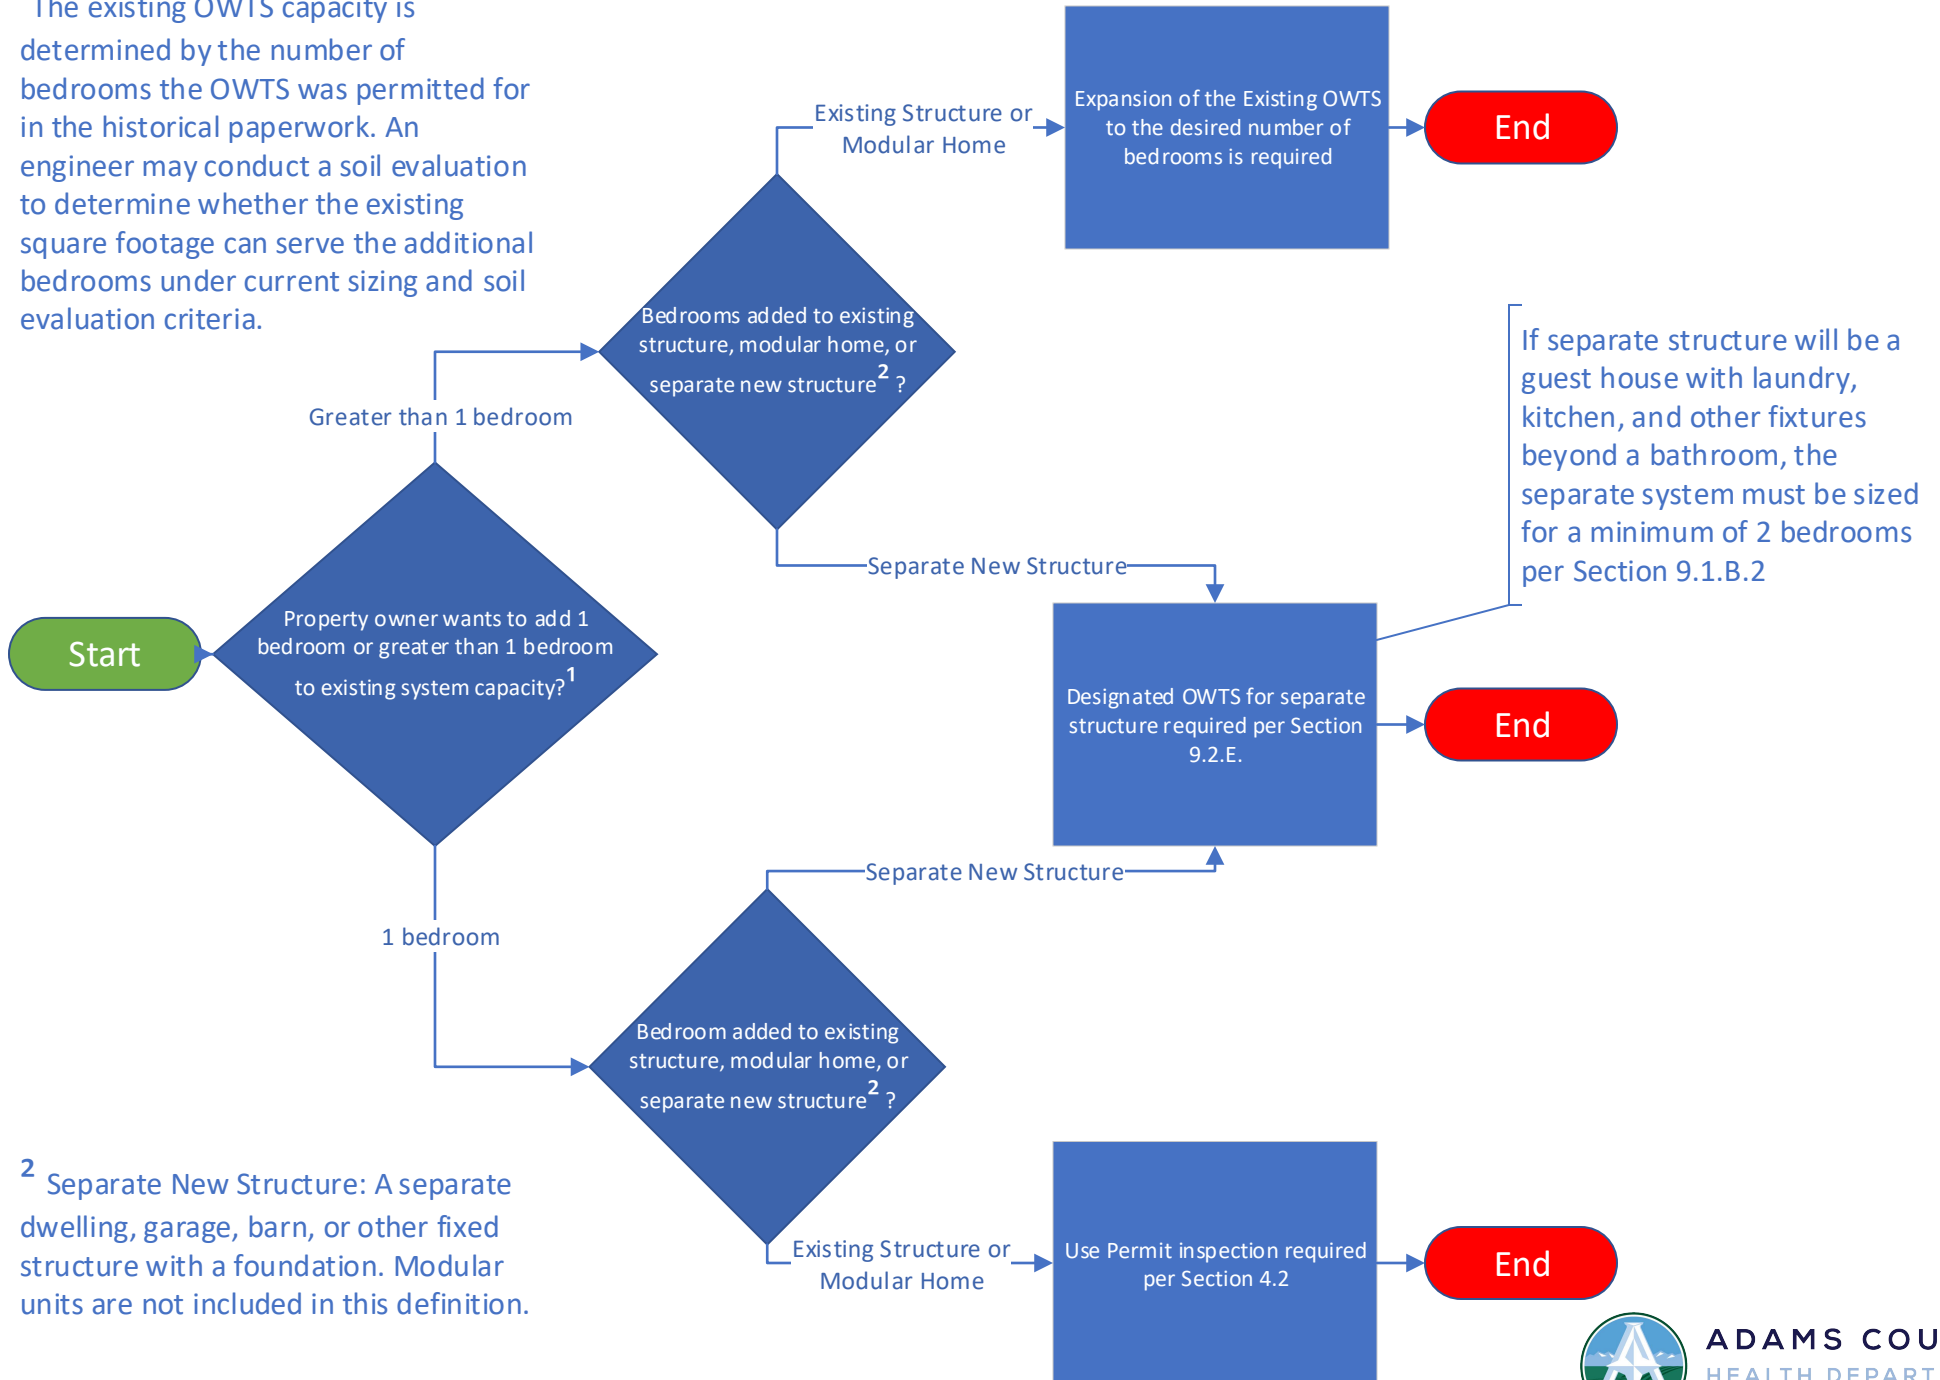 The existing OWTS capacity is
determined by the number of
bedrooms the OWTS was permitted for
in the historical paperwork. An
engineer may conduct a soil evaluation
to determine whether the existing
square footage can serve the additional
bedrooms under current sizing and soil
evaluation criteria.
Existing Structure or
Modular Home
Expansion of the Existing OWTS
to the desired number of
bedrooms is required
End
Bedrooms added to existing
structure, modular home, or
separate new structure2 ?
Greater than 1 bedroom
If separate structure will be a
guest house with laundry,
kitchen, and other fixtures
beyond a bathroom, the
separate system must be sized
for a minimum of 2 bedrooms
per Section 9.1.B.2
Separate New Structure
Start
Property owner wants to add 1
bedroom or greater than 1 bedroom
to existing system capacity?1
Designated OWTS for separate
structure required per Section
9.2.E.
End
Separate New Structure
1 bedroom
Bedroom added to existing
structure, modular home, or
separate new structure2 ?
2 Separate New Structure: A separate
dwelling, garage, barn, or other fixed
structure with a foundation. Modular
units are not included in this definition.
Existing Structure or
Modular Home
Use Permit inspection required
per Section 4.2
End
ADAMS COU
HEALTH DEPART